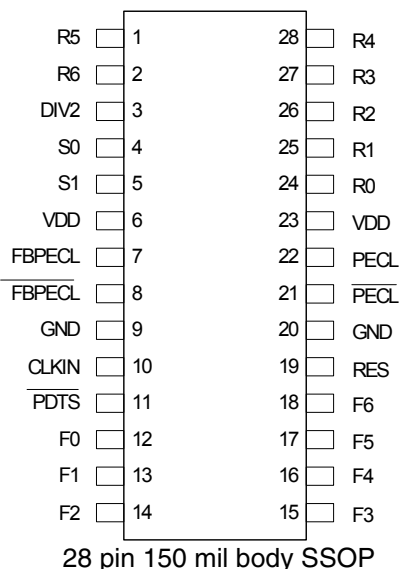 R5 1 28 R4
R6 2 27 R3
DIV2 3 26 R2
S0 4 25 R1
S1 5 24 R0
VDD 6 23 VDD
FBPECL 7 22 PECL
FBPECL 8 21 PECL
GND 9 20 GND
CLKIN 10 19 RES
PDTS 11 18 F6
F0 12 17 F5
F1 13 16 F4
F2 14 15 F3
28 pin 150 mil body SSOP